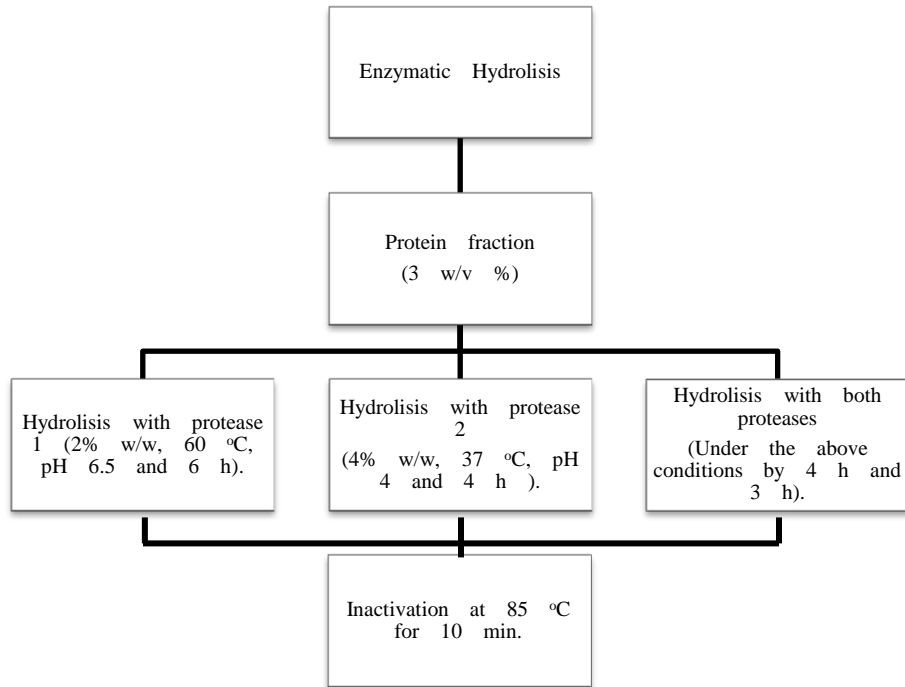 Enzymatic Hydrolisis
Protein fraction
(3 w/v %)
Hydrolisis with protease
1 (2% w/w, 60 ºC,
pH 6.5 and 6 h).
Hydrolisis with protease
2
(4% w/w, 37 ºC, pH
4 and 4 h ).
Hydrolisis with both
proteases
(Under the above
conditions by 4 h and
3 h).
Inactivation at 85 ºC
for 10 min.